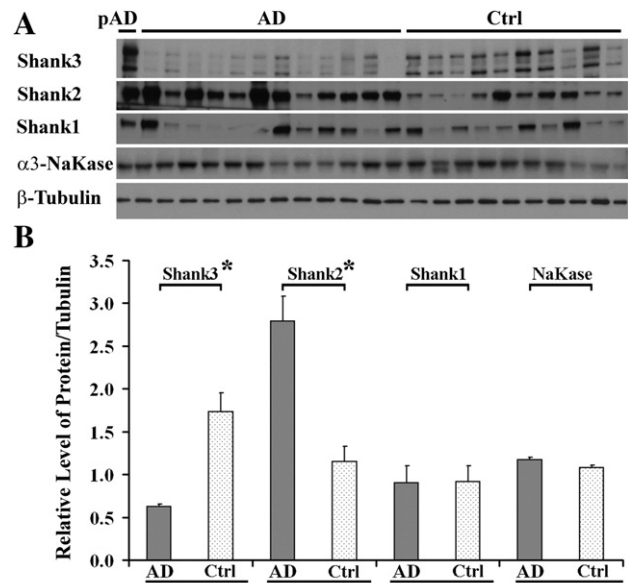 A
pAD AD Ctrl
Shank3
Shank2
Shank1
α3-NaKase
β-Tubulin
B
Relative Level of Protein/Tubulin
3.5
3.0
2.5
2.0
1.5
1.0
0.5
0.0
Shank3* Shank2* Shank1 NaKase
AD Ctrl AD Ctrl AD Ctrl AD Ctrl